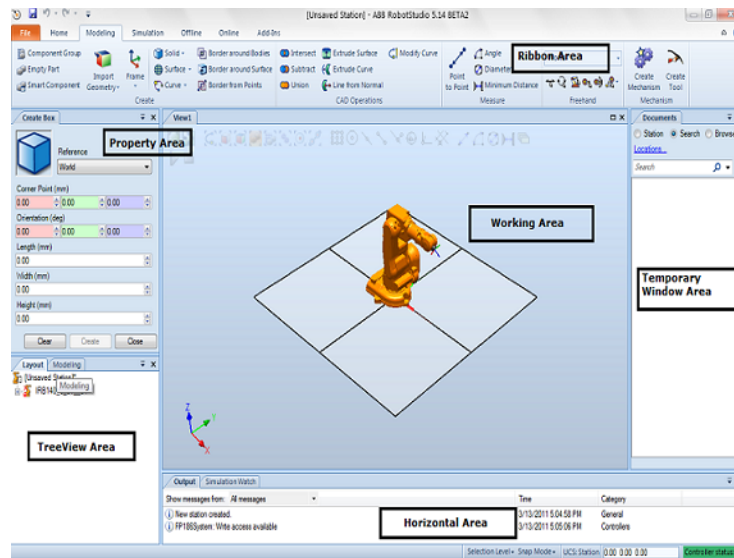 [Unsaved Station] - ABB RobotStudio 5.14 BETA2
File Home Modeling Simulation Offline Online Add-Ins
Component Group
Empty Part
Smart Component
Import Geometry
Frame
Solid
Surface
Curve
Border around Bodies
Border around Surface
Border from Points
Create
Intersect
Subtract
Union
Extrude Surface
Extrude Curve
Line from Normal
Modify Curve
CAD Operations
Point to Point
Angle
Diameter
Minimum Distance
Measure
Ribbon Area
Freehand
Create Mechanism
Create Tool
Mechanism
Create Box
Property Area
Reference
World
Corner Point (mm)
0.00 0.00 0.00
Orientation (deg)
0.00 0.00 0.00
Length (mm)
0.00
Width (mm)
0.00
Height (mm)
0.00
Clear Create Close
View1
Working Area
Z
Y
X
Documents
Station Search Browse
Locations...
Search
Temporary
Window Area
Layout Modeling
[Unsaved Station]
Modeling
TreeView Area
Output Simulation Watch
Show messages from: All messages Time Category
New station created. 3/13/2011 5:04:58 PM General
FP186System: Write access available 3/13/2011 5:05:06 PM Controllers
Horizontal Area
Selection Level Snap Mode UCS: Station 0.00 0.00 0.00 Controller status: